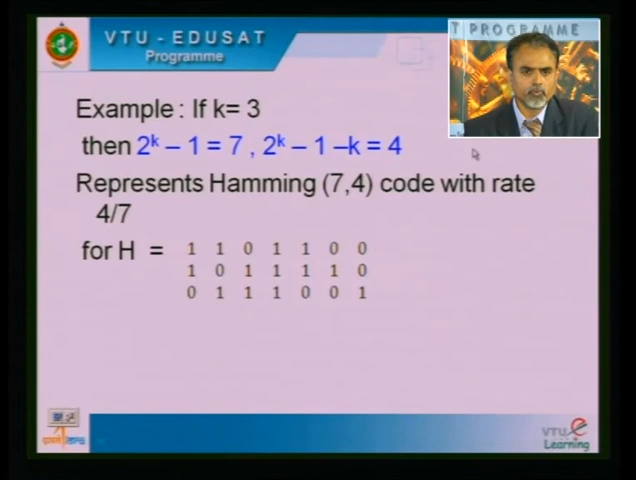 VTU - EDUSAT
Programme
T PROGRAMME
Example : If k= 3
then 2ᵏ – 1 = 7 , 2ᵏ – 1 –k = 4
Represents Hamming (7,4) code with rate
4/7
for H =
1 1 0 1 1 0 0
1 0 1 1 1 1 0
0 1 1 1 0 0 1
VTU e
Learning